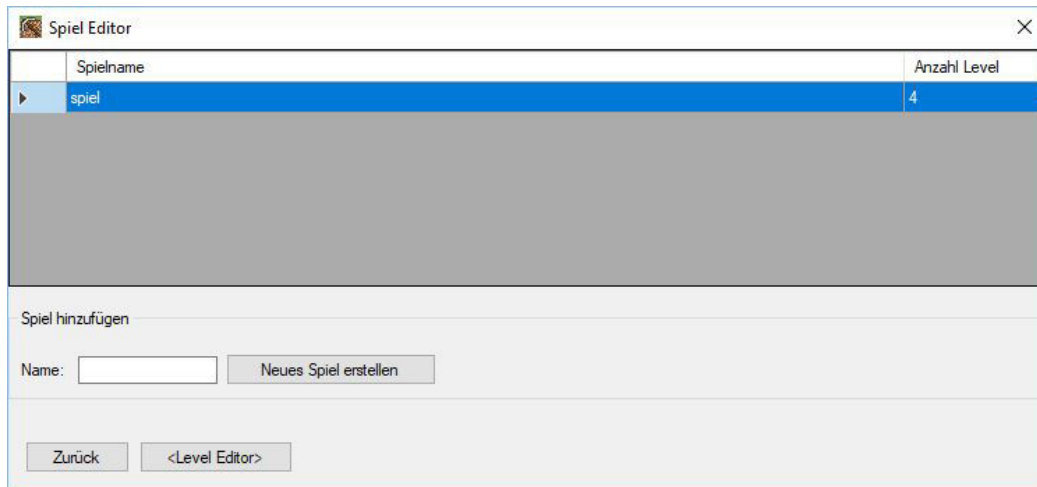 Spiel Editor
Spielname Anzahl Level
spiel 4
Spiel hinzufügen
Name: Neues Spiel erstellen
Zurück <Level Editor>